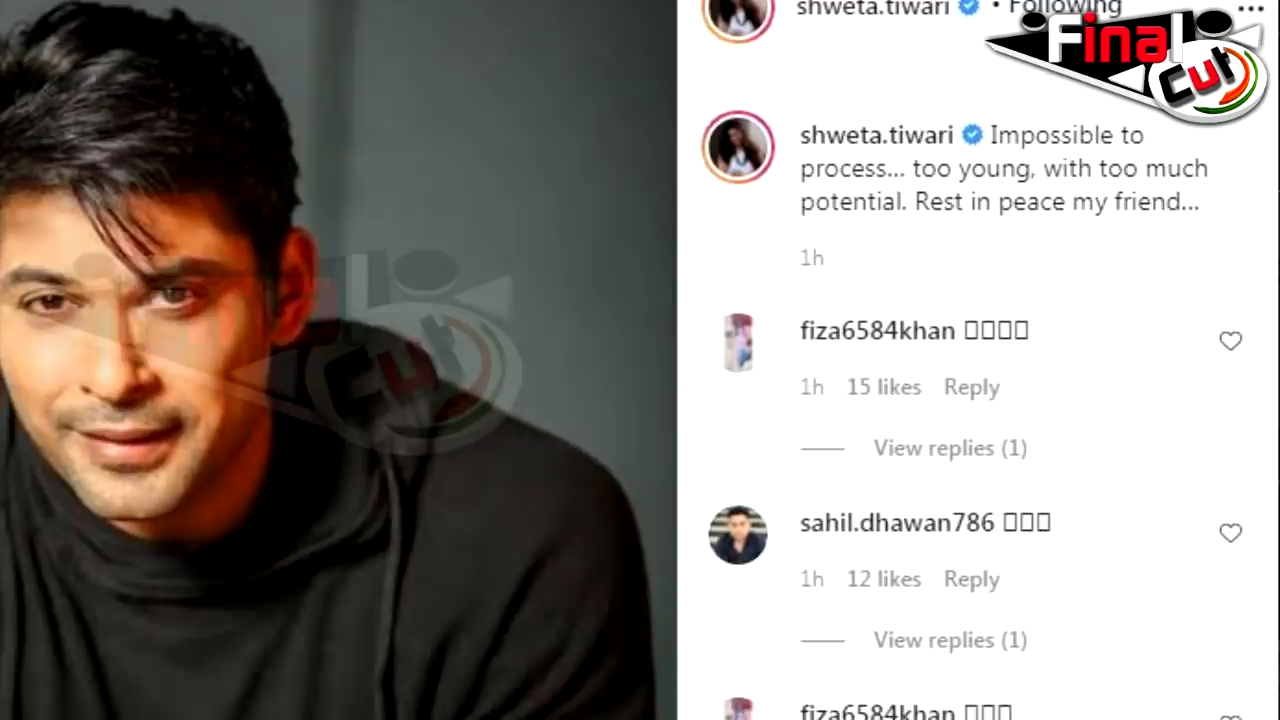 shweta.tiwari • Following
Final
Cut
shweta.tiwari Impossible to
process... too young, with too much
potential. Rest in peace my friend...
1h
fiza6584khan
1h 15 likes Reply
View replies (1)
sahil.dhawan786
1h 12 likes Reply
View replies (1)
fiza6584khan
Cut